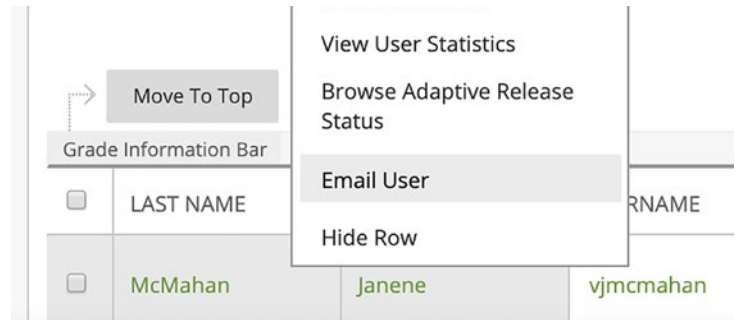 View User Statistics
Move To Top
Browse Adaptive Release
Status
Grade Information Bar
Email User
LAST NAME
RNAME
Hide Row
McMahan
Janene
vjmcmahan